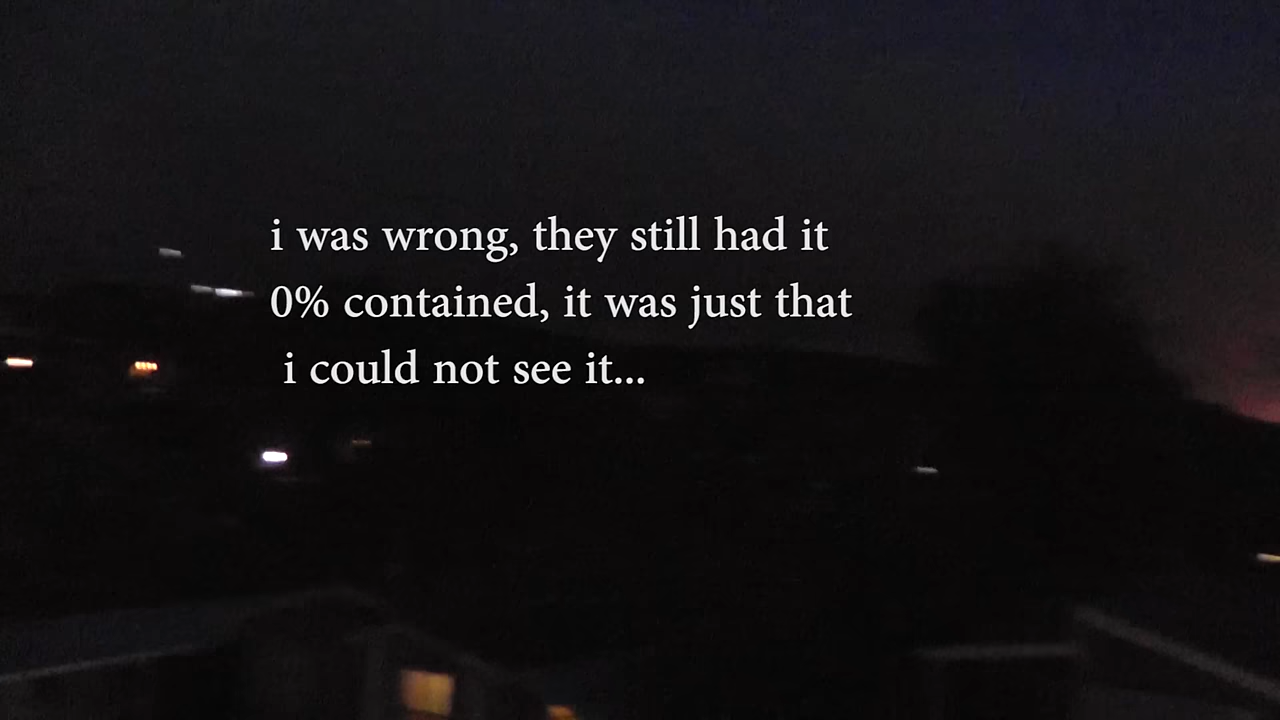 i was wrong, they still had it
0% contained, it was just that
i could not see it...